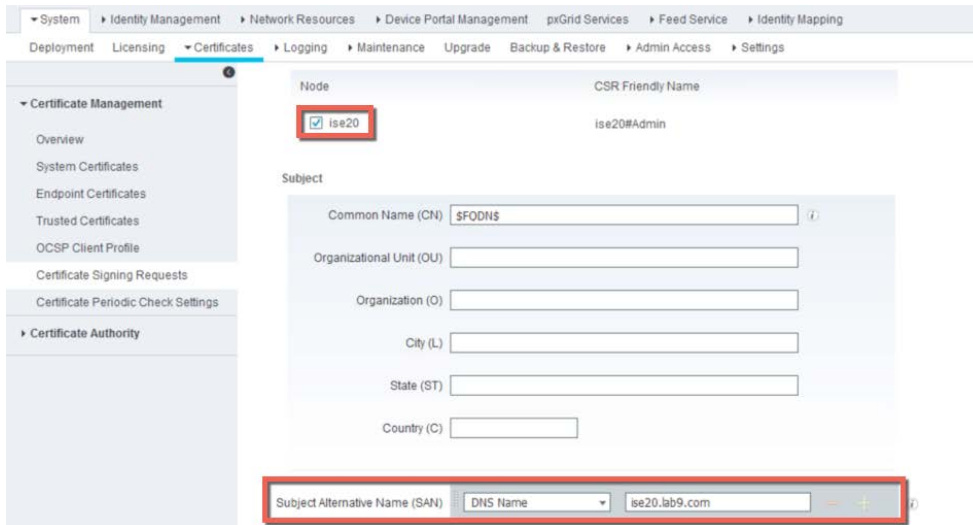 System Identity Management Network Resources Device Portal Management pxGrid Services Feed Service Identity Mapping
Deployment Licensing Certificates Logging Maintenance Upgrade Backup & Restore Admin Access Settings
Certificate Management
Overview
System Certificates
Endpoint Certificates
Trusted Certificates
OCSP Client Profile
Certificate Signing Requests
Certificate Periodic Check Settings
Certificate Authority
Node CSR Friendly Name
ise20 ise20#Admin
Subject
Common Name (CN) $FQDN$
Organizational Unit (OU)
Organization (O)
City (L)
State (ST)
Country (C)
Subject Alternative Name (SAN) DNS Name ise20.lab9.com